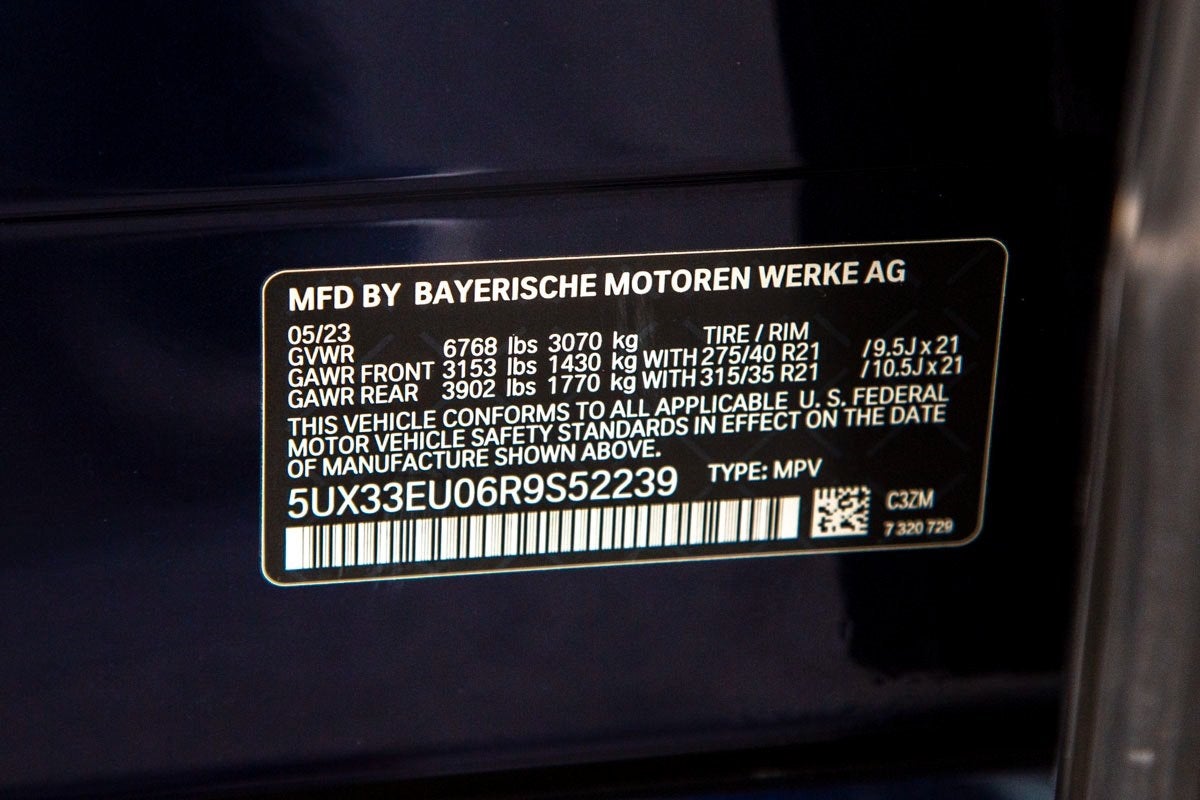 MFD BY BAYERISCHE MOTOREN WERKE AG
05/23 TIRE / RIM
GVWR 6768 lbs 3070 kg
GAWR FRONT 3153 lbs 1430 kg WITH 275/40 R21 /9.5J x 21
GAWR REAR 3902 lbs 1770 kg WITH 315/35 R21 /10.5J x 21
THIS VEHICLE CONFORMS TO ALL APPLICABLE U. S. FEDERAL
MOTOR VEHICLE SAFETY STANDARDS IN EFFECT ON THE DATE
OF MANUFACTURE SHOWN ABOVE.
5UX33EU06R9S52239 TYPE: MPV
C3ZM
7 320 729